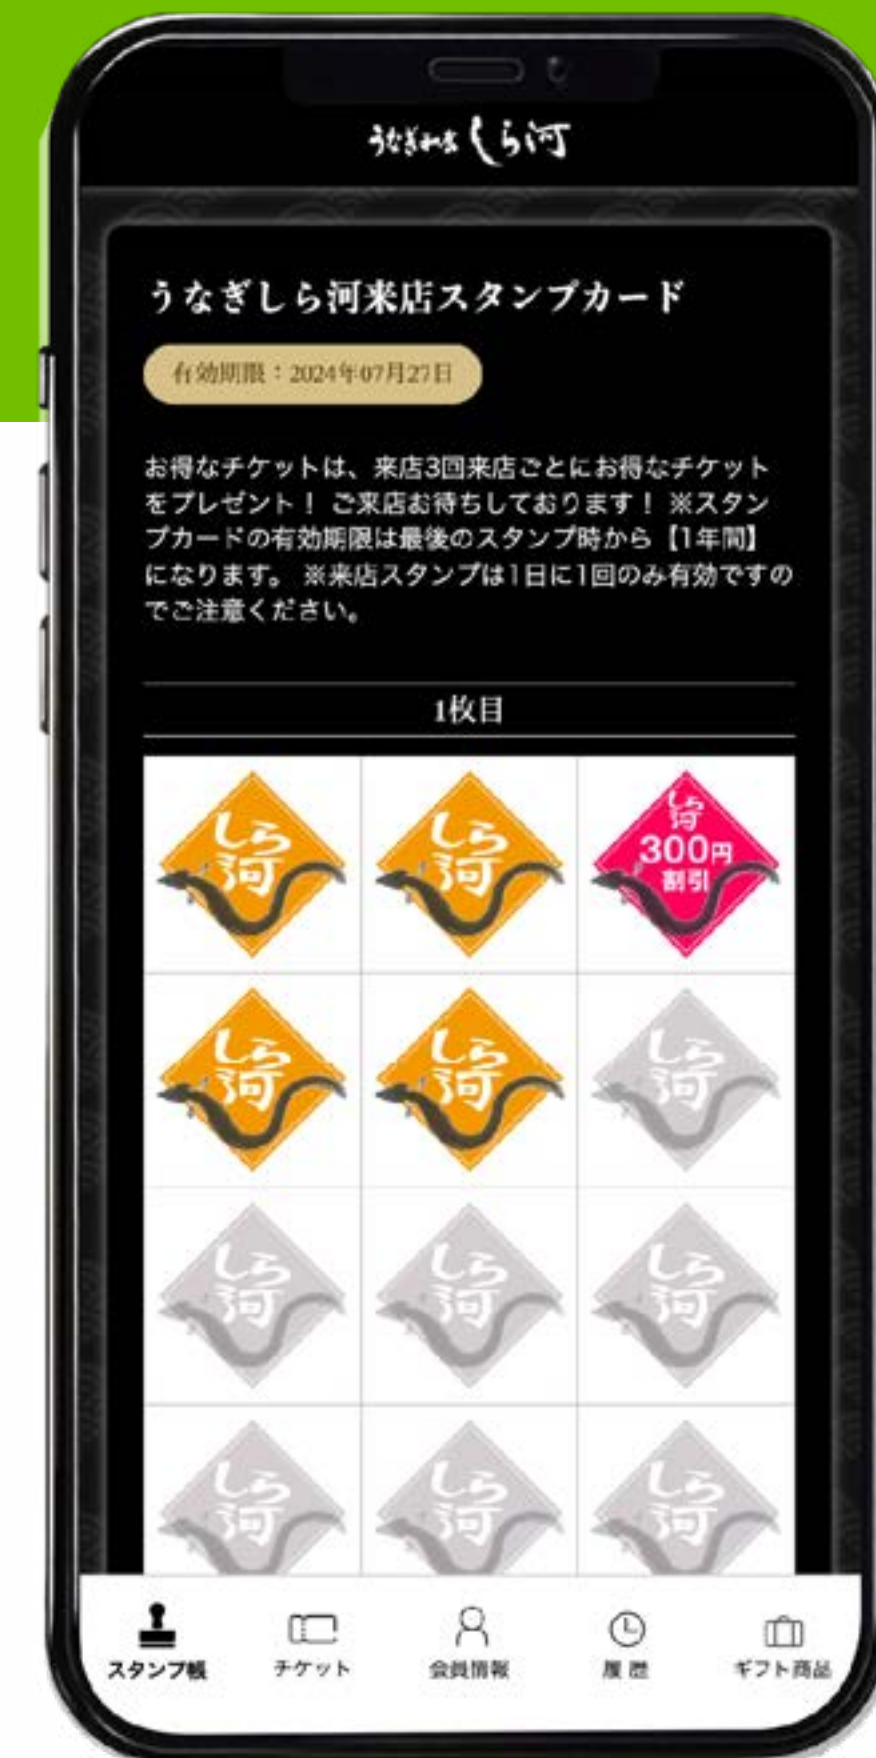 うなぎ和食 しら河
うなぎしら河来店スタンプカード
有効期限：2024年07月27日
お得なチケットは、来店3回来店ごとにお得なチケット
をプレゼント！ ご来店お待ちしております！ ※スタン
プカードの有効期限は最後のスタンプ時から【1年間】
になります。 ※来店スタンプは1日に1回のみ有効ですの
でご注意ください。
1枚目
しら河
しら河
しら河
300円
割引
しら河
しら河
しら河
しら河
しら河
しら河
しら河
しら河
しら河
スタンプ帳
チケット
会員情報
履歴
ギフト商品